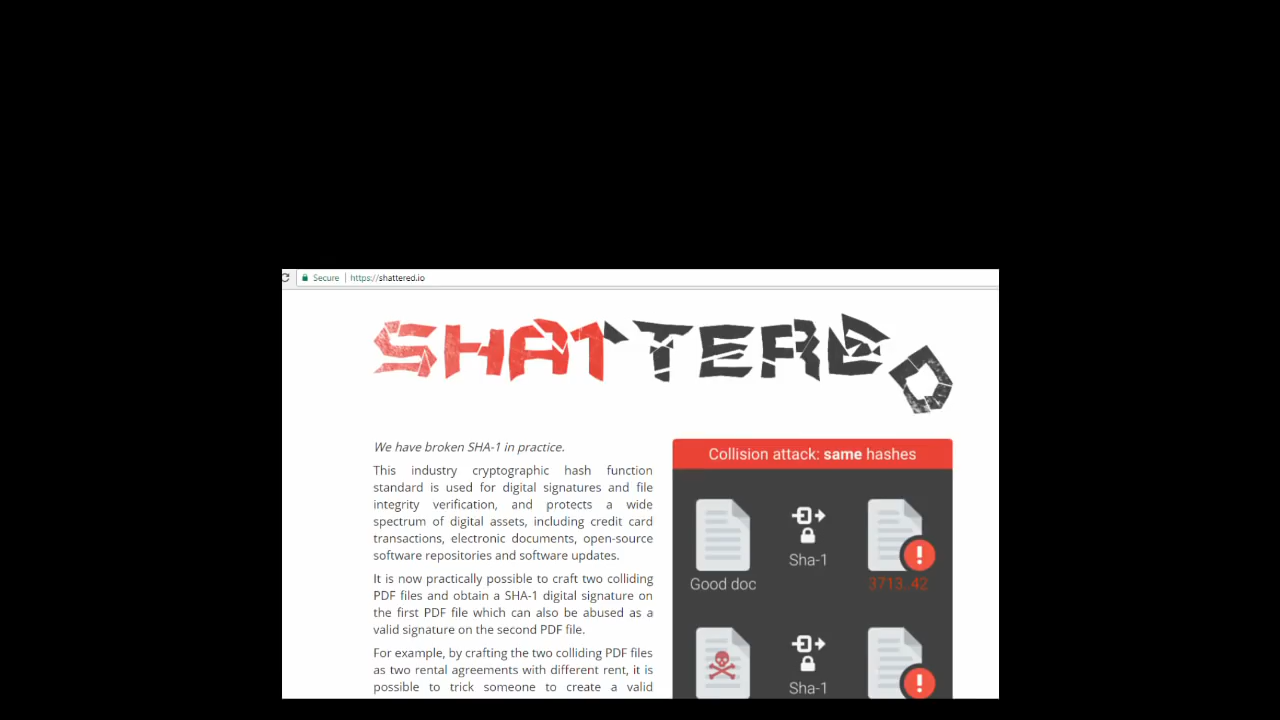 Secure https://shattered.io
SHATTERED
We have broken SHA-1 in practice.
This industry cryptographic hash function
standard is used for digital signatures and file
integrity verification, and protects a wide
spectrum of digital assets, including credit card
transactions, electronic documents, open-source
software repositories and software updates.
It is now practically possible to craft two colliding
PDF files and obtain a SHA-1 digital signature on
the first PDF file which can also be abused as a
valid signature on the second PDF file.
For example, by crafting the two colliding PDF files
as two rental agreements with different rent, it is
possible to trick someone to create a valid
Collision attack: same hashes
Sha-1
Good doc
3713..42
Sha-1